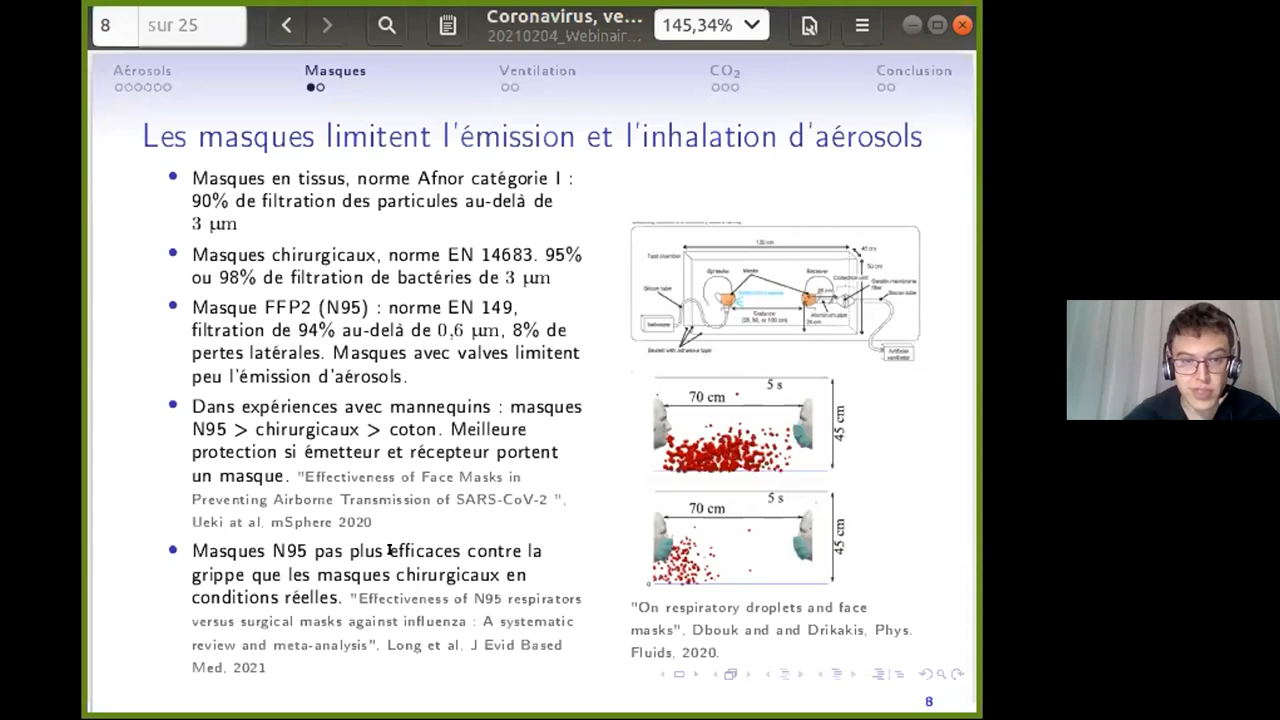 8 sur 25
Coronavirus, ve...
20210204_Webinair...
145,34%
Aérosols Masques Ventilation CO₂ Conclusion
Les masques limitent l'émission et l'inhalation d'aérosols
Masques en tissus, norme Afnor catégorie I :
90% de filtration des particules au-delà de
3 µm
Masques chirurgicaux, norme EN 14683. 95%
ou 98% de filtration de bactéries de 3 µm
Masque FFP2 (N95) : norme EN 149,
filtration de 94% au-delà de 0,6 µm, 8% de
pertes latérales. Masques avec valves limitent
peu l'émission d'aérosols.
Dans expériences avec mannequins : masques
N95 > chirurgicaux > coton. Meilleure
protection si émetteur et récepteur portent
un masque. "Effectiveness of Face Masks in
Preventing Airborne Transmission of SARS-CoV-2 ",
Ueki at al, mSphere 2020
Masques N95 pas plus efficaces contre la
grippe que les masques chirurgicaux en
conditions réelles. "Effectiveness of N95 respirators
versus surgical masks against influenza : A systematic
review and meta-analysis", Long et al, J Evid Based
Med, 2021
Test chamber
Spreader
Masks
Receiver
50 cm
Distance
5 s
70 cm
45 cm
5 s
70 cm
45 cm
"On respiratory droplets and face
masks", Dbouk and and Drikakis, Phys.
Fluids, 2020.
8